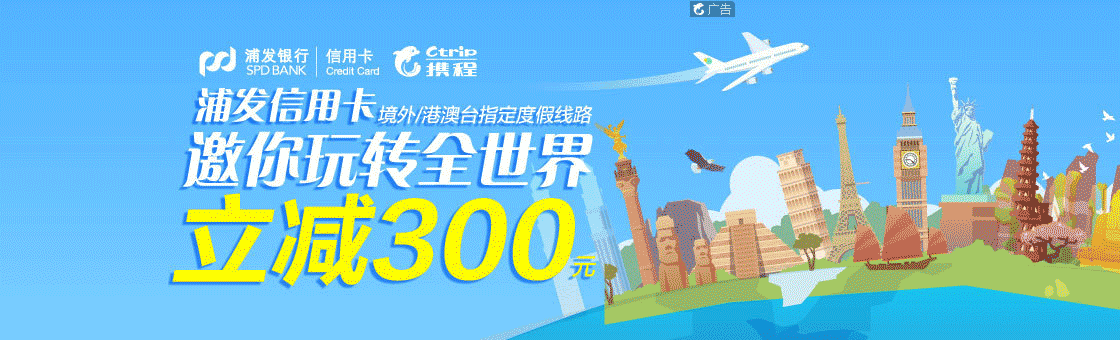 广告
浦发银行 信用卡 Ctrip
SPD BANK Credit Card 携程
浦发信用卡 境外/港澳台指定度假线路
邀你玩转全世界
立减300元